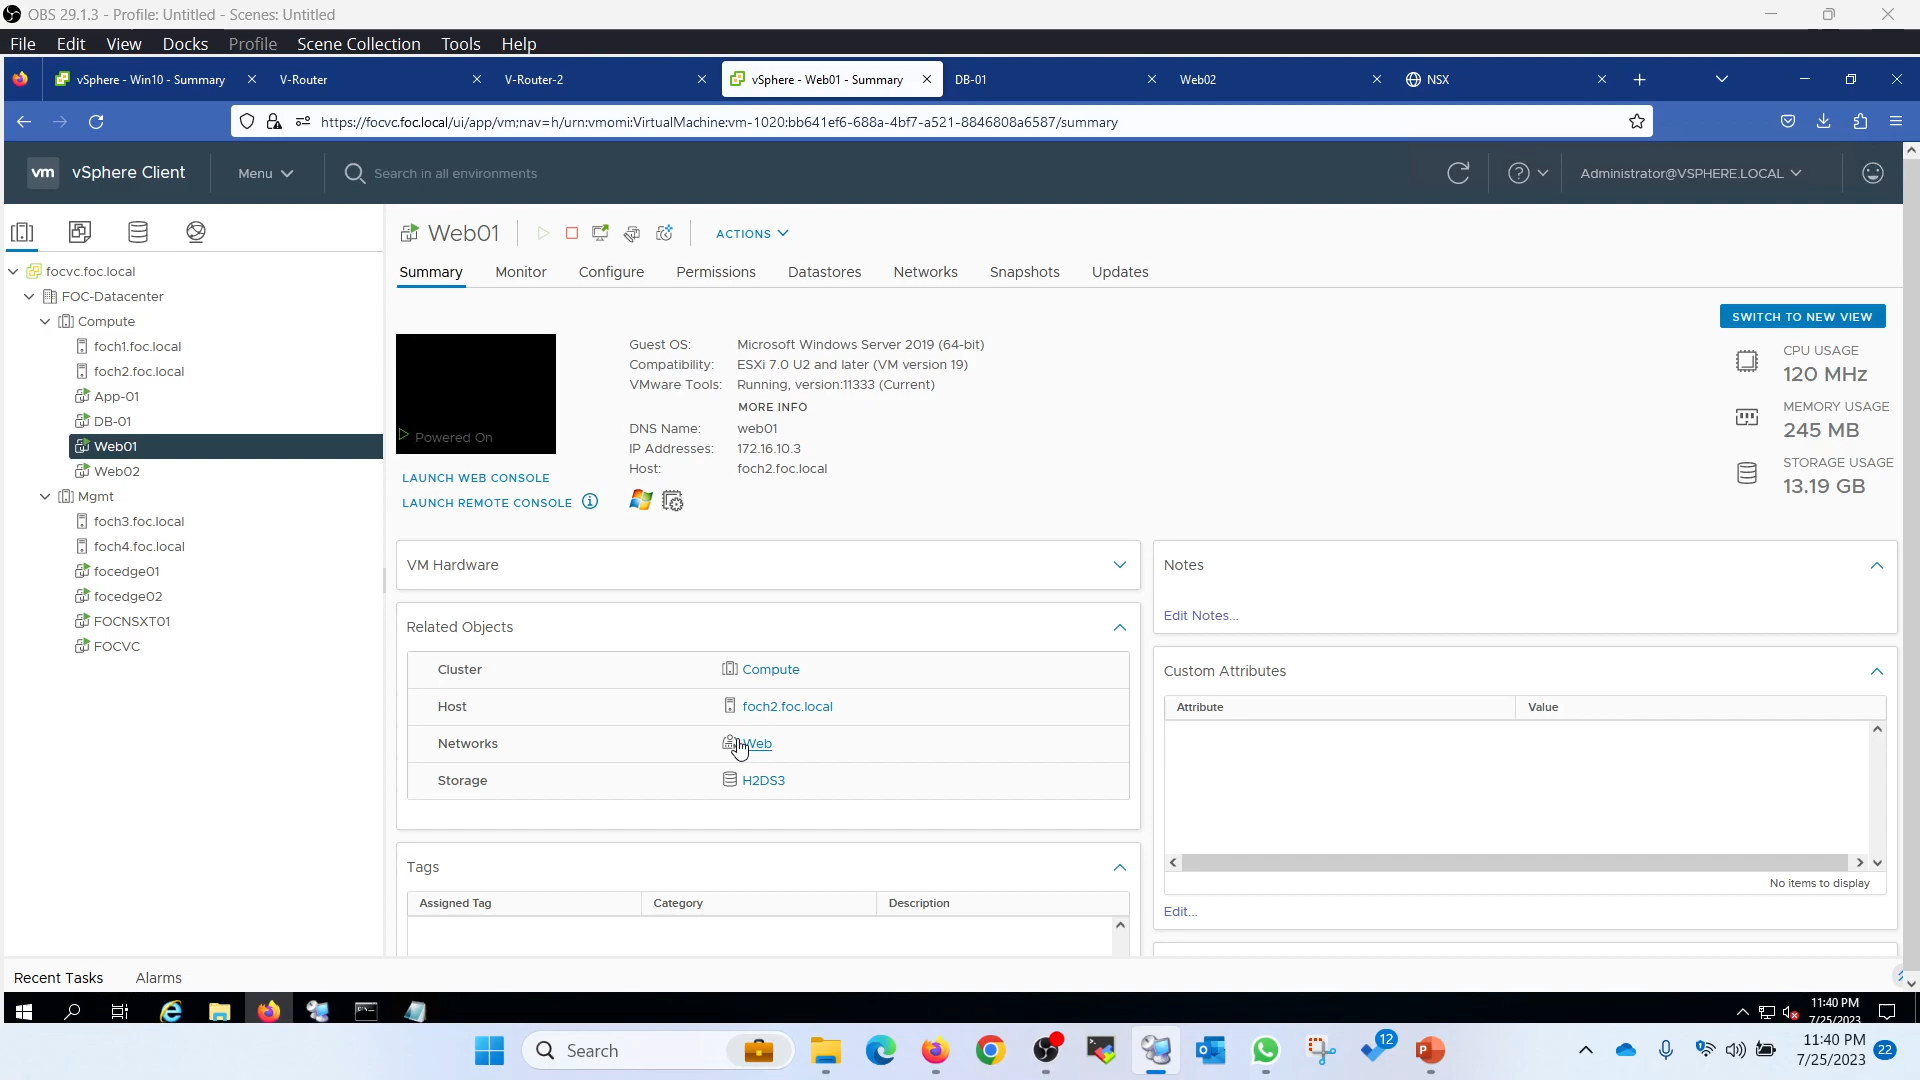 OBS 29.1.3 - Profile: Untitled - Scenes: Untitled
File Edit View Docks Profile Scene Collection Tools Help
vSphere - Win10 - Summary V-Router V-Router-2 vSphere - Web01 - Summary DB-01 Web02 NSX
https://focvc.foc.local/ui/app/vm;nav=h/urn:vmomi:VirtualMachine:vm-1020:bb641ef6-688a-4bf7-a521-8846808a6587/summary
vm vSphere Client Menu Search in all environments Administrator@VSPHERE.LOCAL
Web01 ACTIONS
Summary Monitor Configure Permissions Datastores Networks Snapshots Updates
focvc.foc.local
FOC-Datacenter
Compute
foch1.foc.local
foch2.foc.local
App-01
DB-01
Web01
Web02
Mgmt
foch3.foc.local
foch4.foc.local
focedge01
focedge02
FOCNSXT01
FOCVC
Powered On
LAUNCH WEB CONSOLE
LAUNCH REMOTE CONSOLE
Guest OS: Microsoft Windows Server 2019 (64-bit)
Compatibility: ESXi 7.0 U2 and later (VM version 19)
VMware Tools: Running, version:11333 (Current)
MORE INFO
DNS Name: web01
IP Addresses: 172.16.10.3
Host: foch2.foc.local
SWITCH TO NEW VIEW
CPU USAGE
120 MHz
MEMORY USAGE
245 MB
STORAGE USAGE
13.19 GB
VM Hardware
Related Objects
Cluster Compute
Host foch2.foc.local
Networks Web
Storage H2DS3
Tags
Assigned Tag Category Description
Notes
Edit Notes...
Custom Attributes
Attribute Value
No items to display
Edit...
Recent Tasks Alarms
11:40 PM
7/25/2023
Search
12
11:40 PM
7/25/2023
22